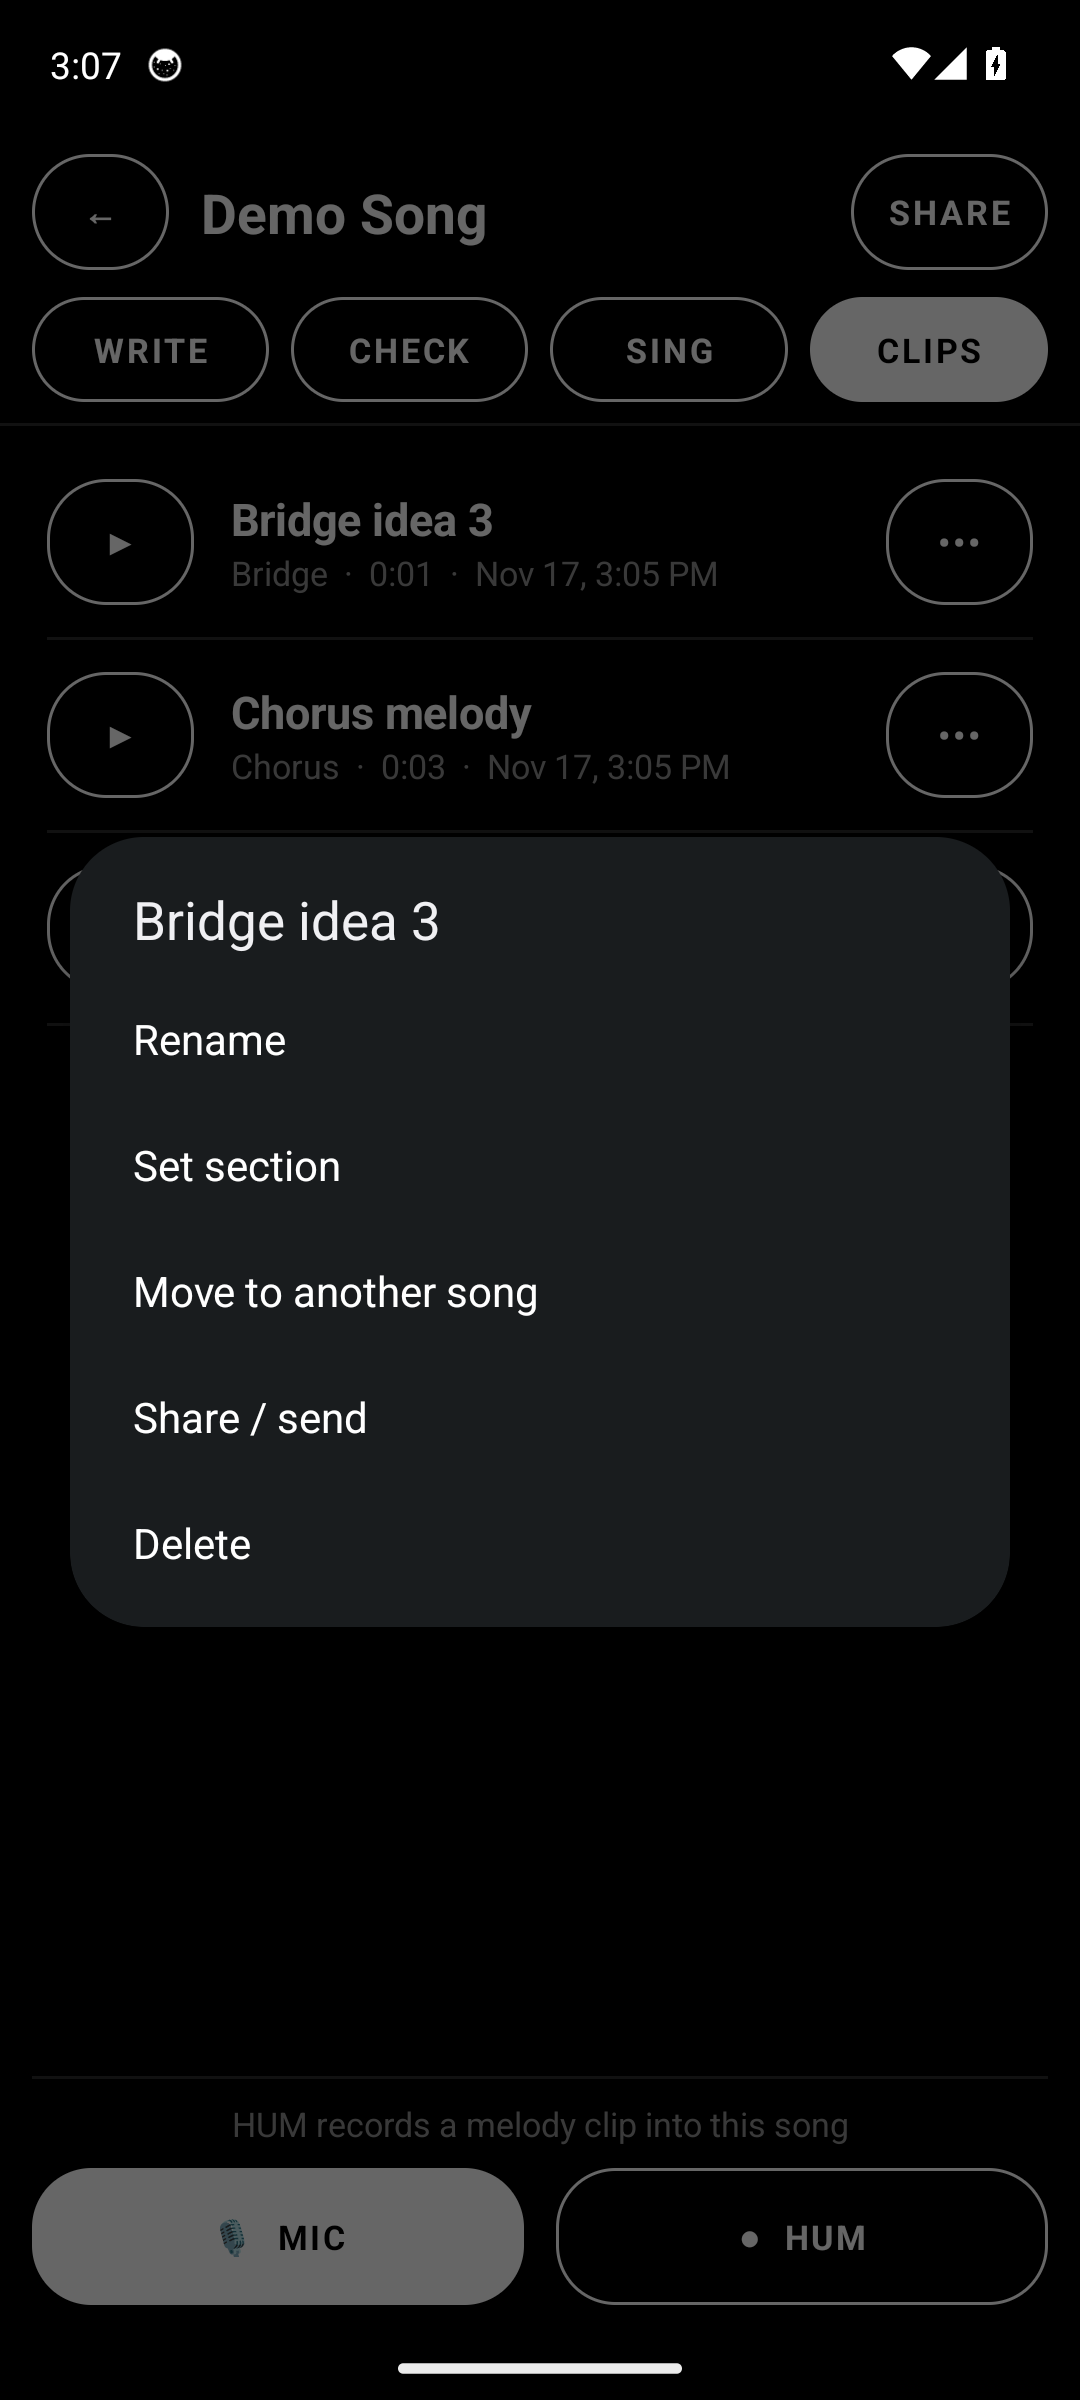 3:07
← Demo Song SHARE
WRITE CHECK SING CLIPS
Bridge idea 3
Bridge · 0:01 · Nov 17, 3:05 PM
Chorus melody
Chorus · 0:03 · Nov 17, 3:05 PM
Bridge idea 3
Rename
Set section
Move to another song
Share / send
Delete
HUM records a melody clip into this song
MIC ● HUM